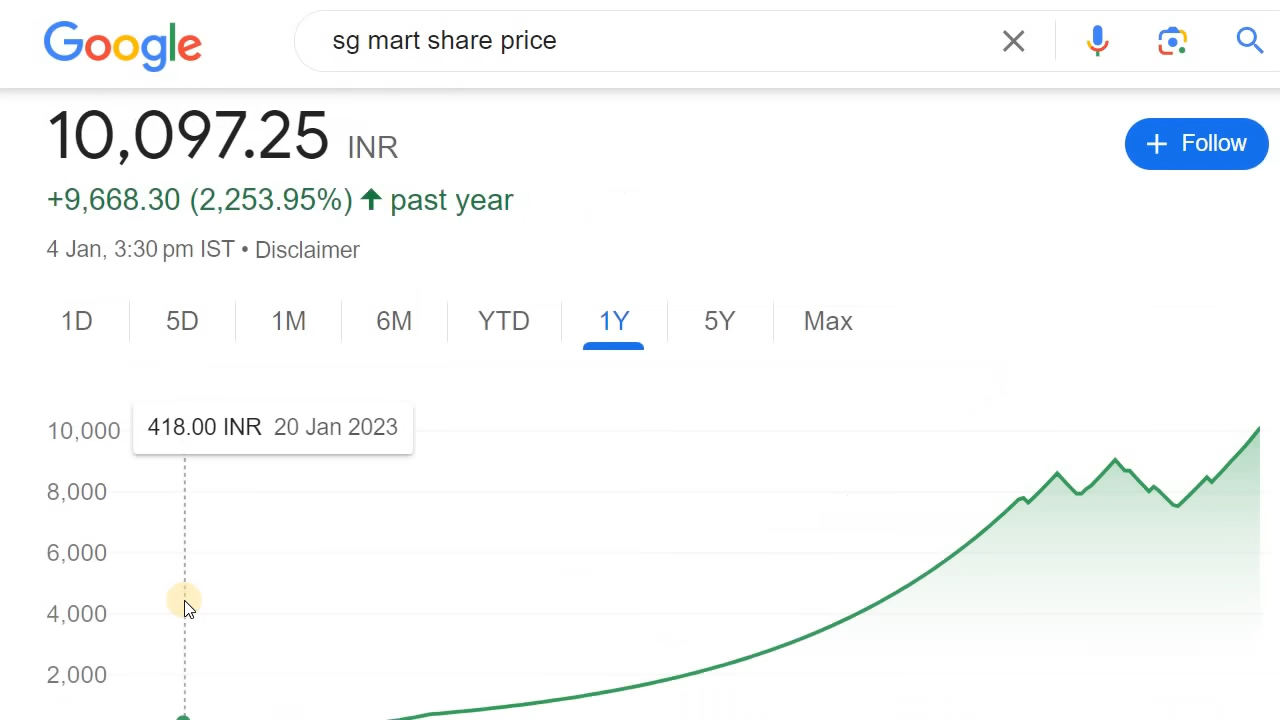 Google
sg mart share price
10,097.25 INR
+ Follow
+9,668.30 (2,253.95%) ↑ past year
4 Jan, 3:30 pm IST • Disclaimer
1D 5D 1M 6M YTD 1Y 5Y Max
418.00 INR 20 Jan 2023
10,000
8,000
6,000
4,000
2,000